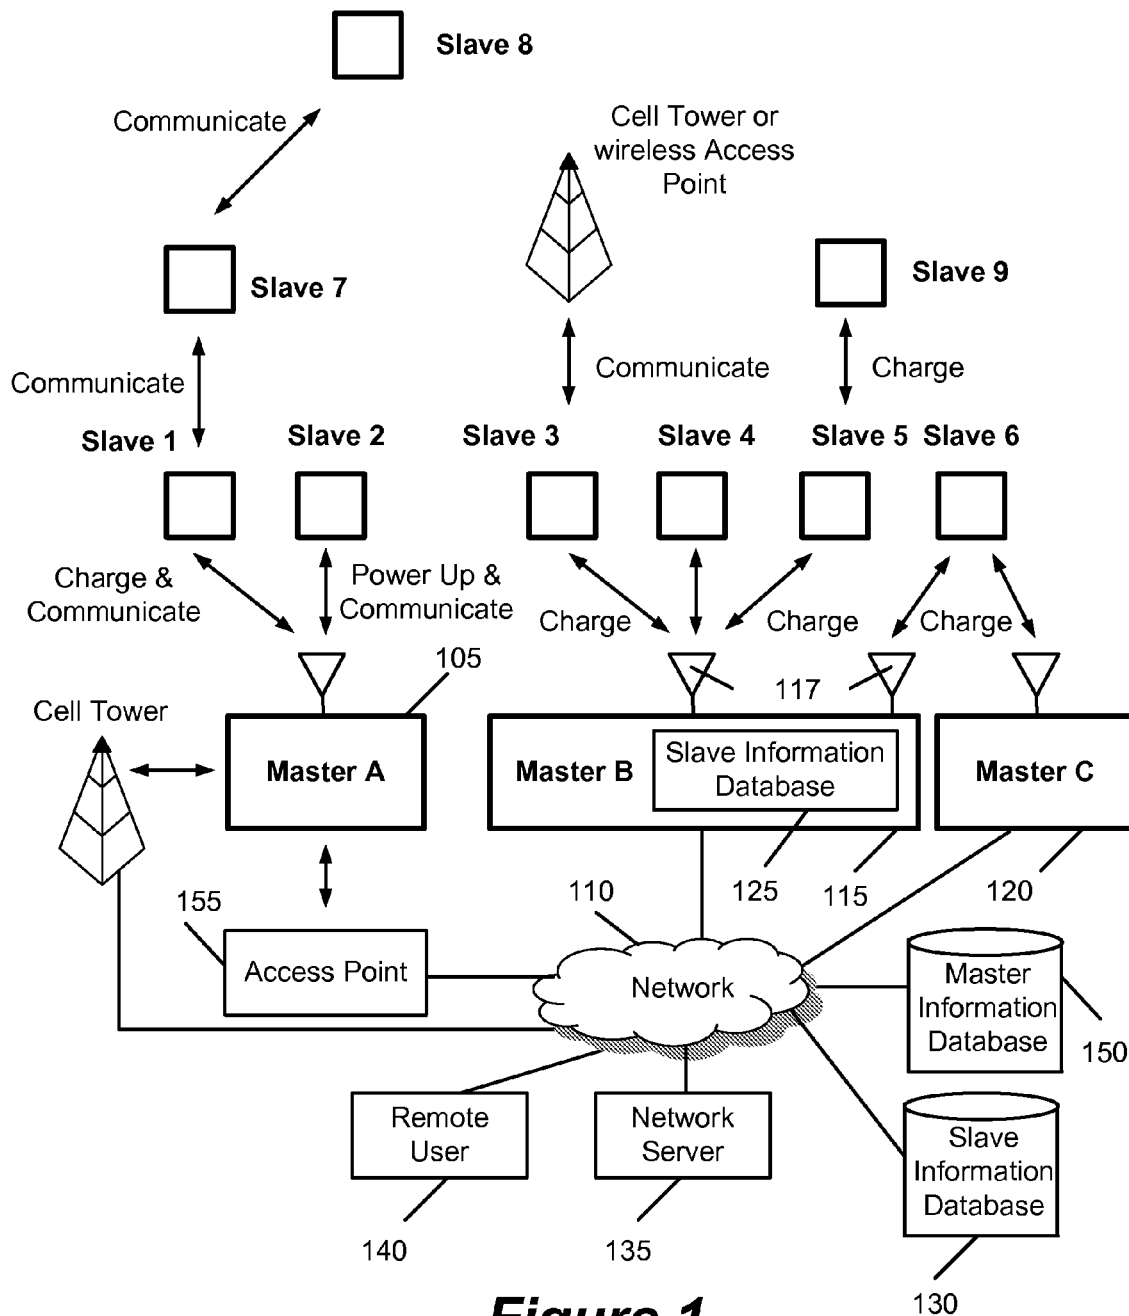 Slave 8
Communicate
Cell Tower or
wireless Access
Point
Slave 7
Slave 9
Communicate
Communicate
Charge
Slave 1
Slave 2
Slave 3
Slave 4
Slave 5
Slave 6
Charge &
Communicate
Power Up &
Communicate
Charge
Charge
Charge
105
117
Cell Tower
Master A
Master B
Slave Information
Database
Master C
155
110
125
115
120
Access Point
Network
Master
Information
Database
150
Remote
User
Network
Server
Slave
Information
Database
140
135
130
Figure 1